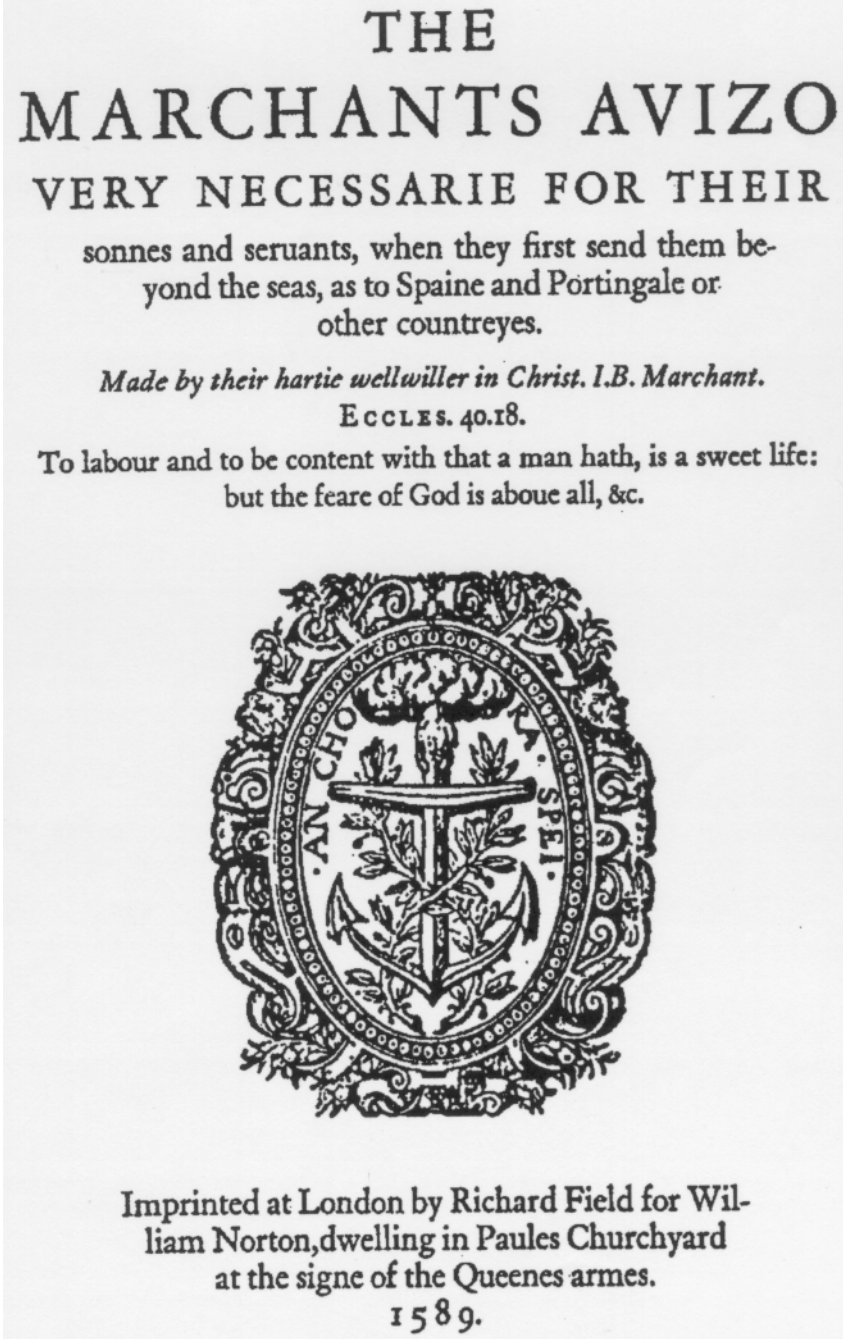 THE
MARCHANTS AVIZO
VERY NECESSARIE FOR THEIR
sonnes and seruants, when they first send them be-
yond the seas, as to Spaine and Portingale or
other countreyes.
Made by their hartie wellwiller in Christ. I.B. Marchant.
ECCLES. 40.18.
To labour and to be content with that a man hath, is a sweet life:
but the feare of God is aboue all, &c.
·AN CHO RA· SPEI·
Imprinted at London by Richard Field for Wil-
liam Norton,dwelling in Paules Churchyard
at the signe of the Queenes armes.
1589.